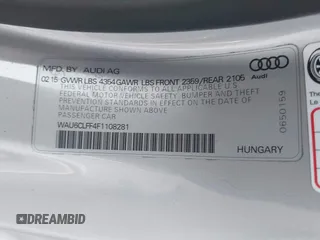 MFD. BY AUDI AG
02.15 GVWR LBS 4354 GAWR LBS FRONT 2359/REAR 2105
THIS VEHICLE CONFORMS TO ALL APPLICABLE
FEDERAL MOTOR VEHICLE SAFETY, BUMPER, AND
THEFT PREVENTION STANDARDS IN EFFECT ON THE DATE
OF MANUFACTURE SHOWN ABOVE
PASSENGER CAR
WAU8CLFF4F1108281
HUNGARY
Audi
0650159
DREAMBID